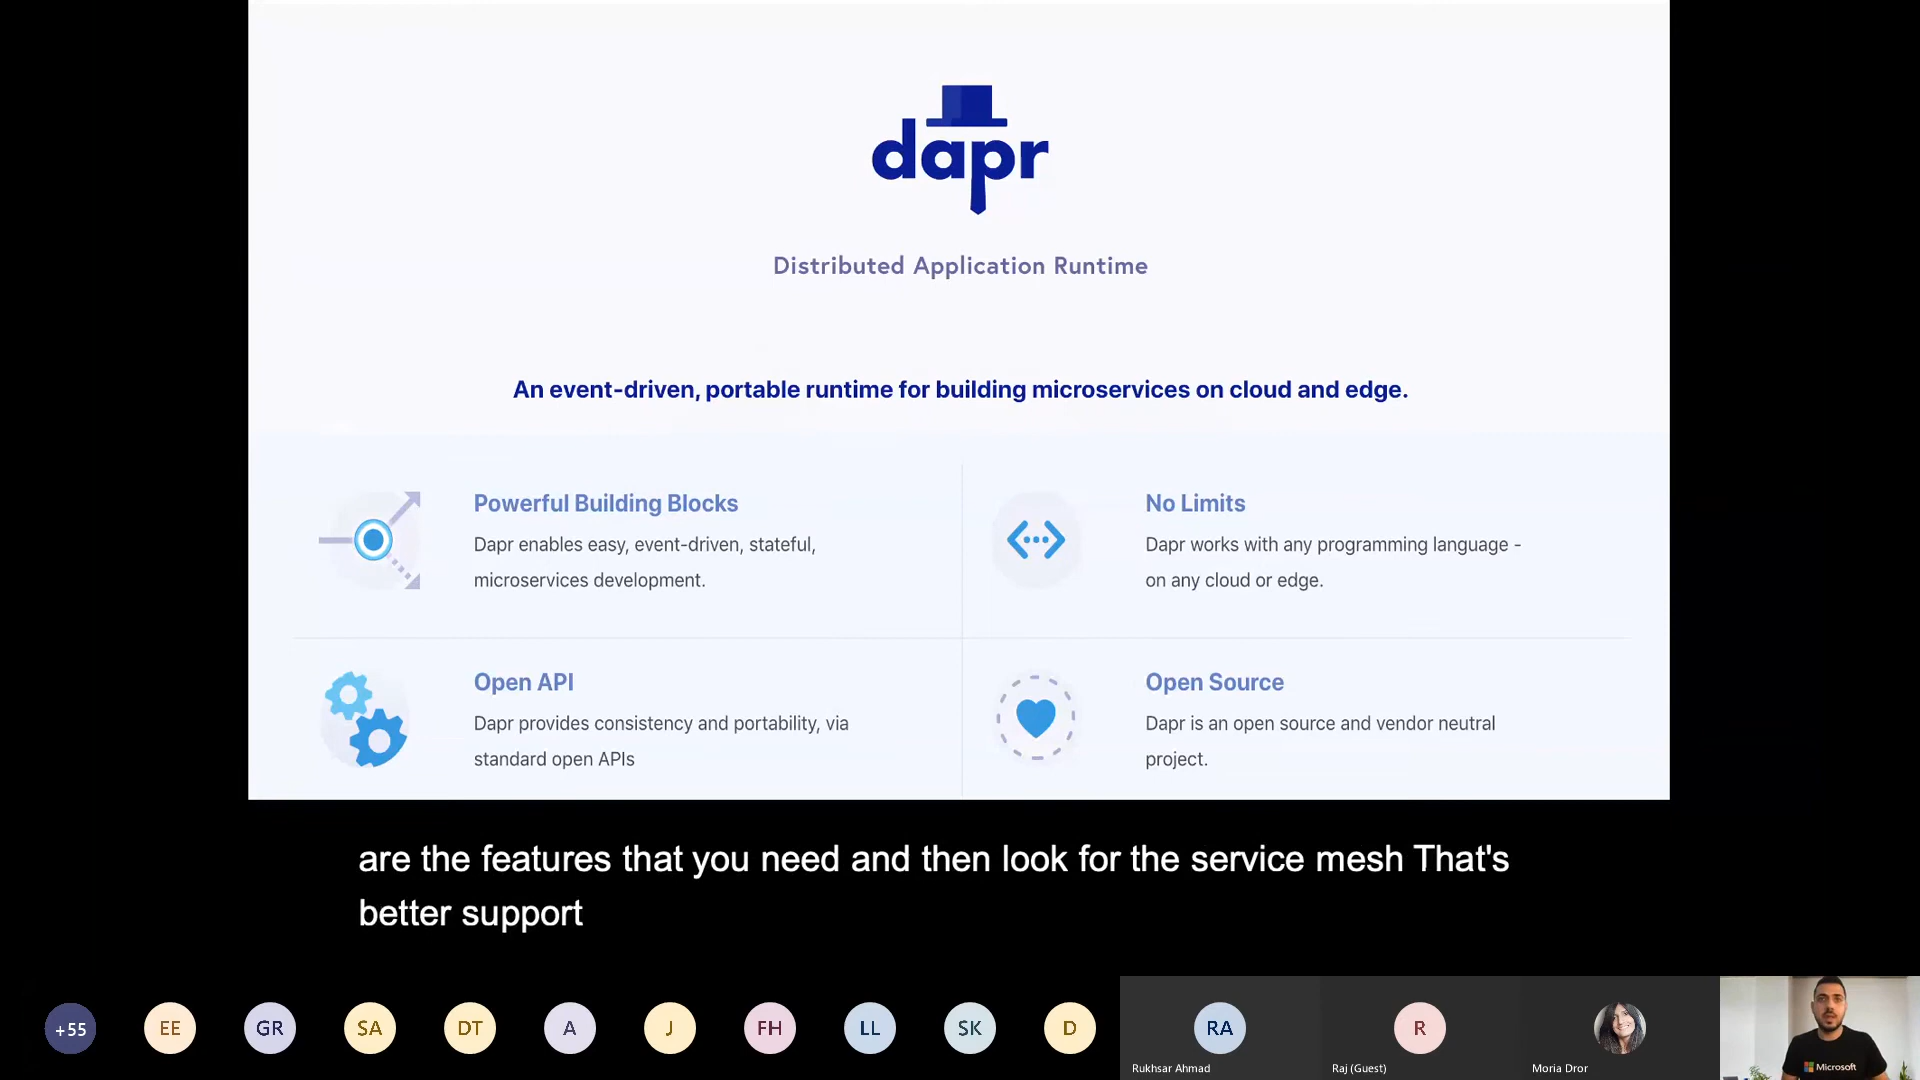 dapr
Distributed Application Runtime
An event-driven, portable runtime for building microservices on cloud and edge.
Powerful Building Blocks
Dapr enables easy, event-driven, stateful,
microservices development.
No Limits
Dapr works with any programming language -
on any cloud or edge.
Open API
Dapr provides consistency and portability, via
standard open APIs
Open Source
Dapr is an open source and vendor neutral
project.
are the features that you need and then look for the service mesh That's
better support
+55
EE
GR
SA
DT
A
J
FH
LL
SK
D
RA
R
Rukhsar Ahmad
Raj (Guest)
Moria Dror
Microsoft